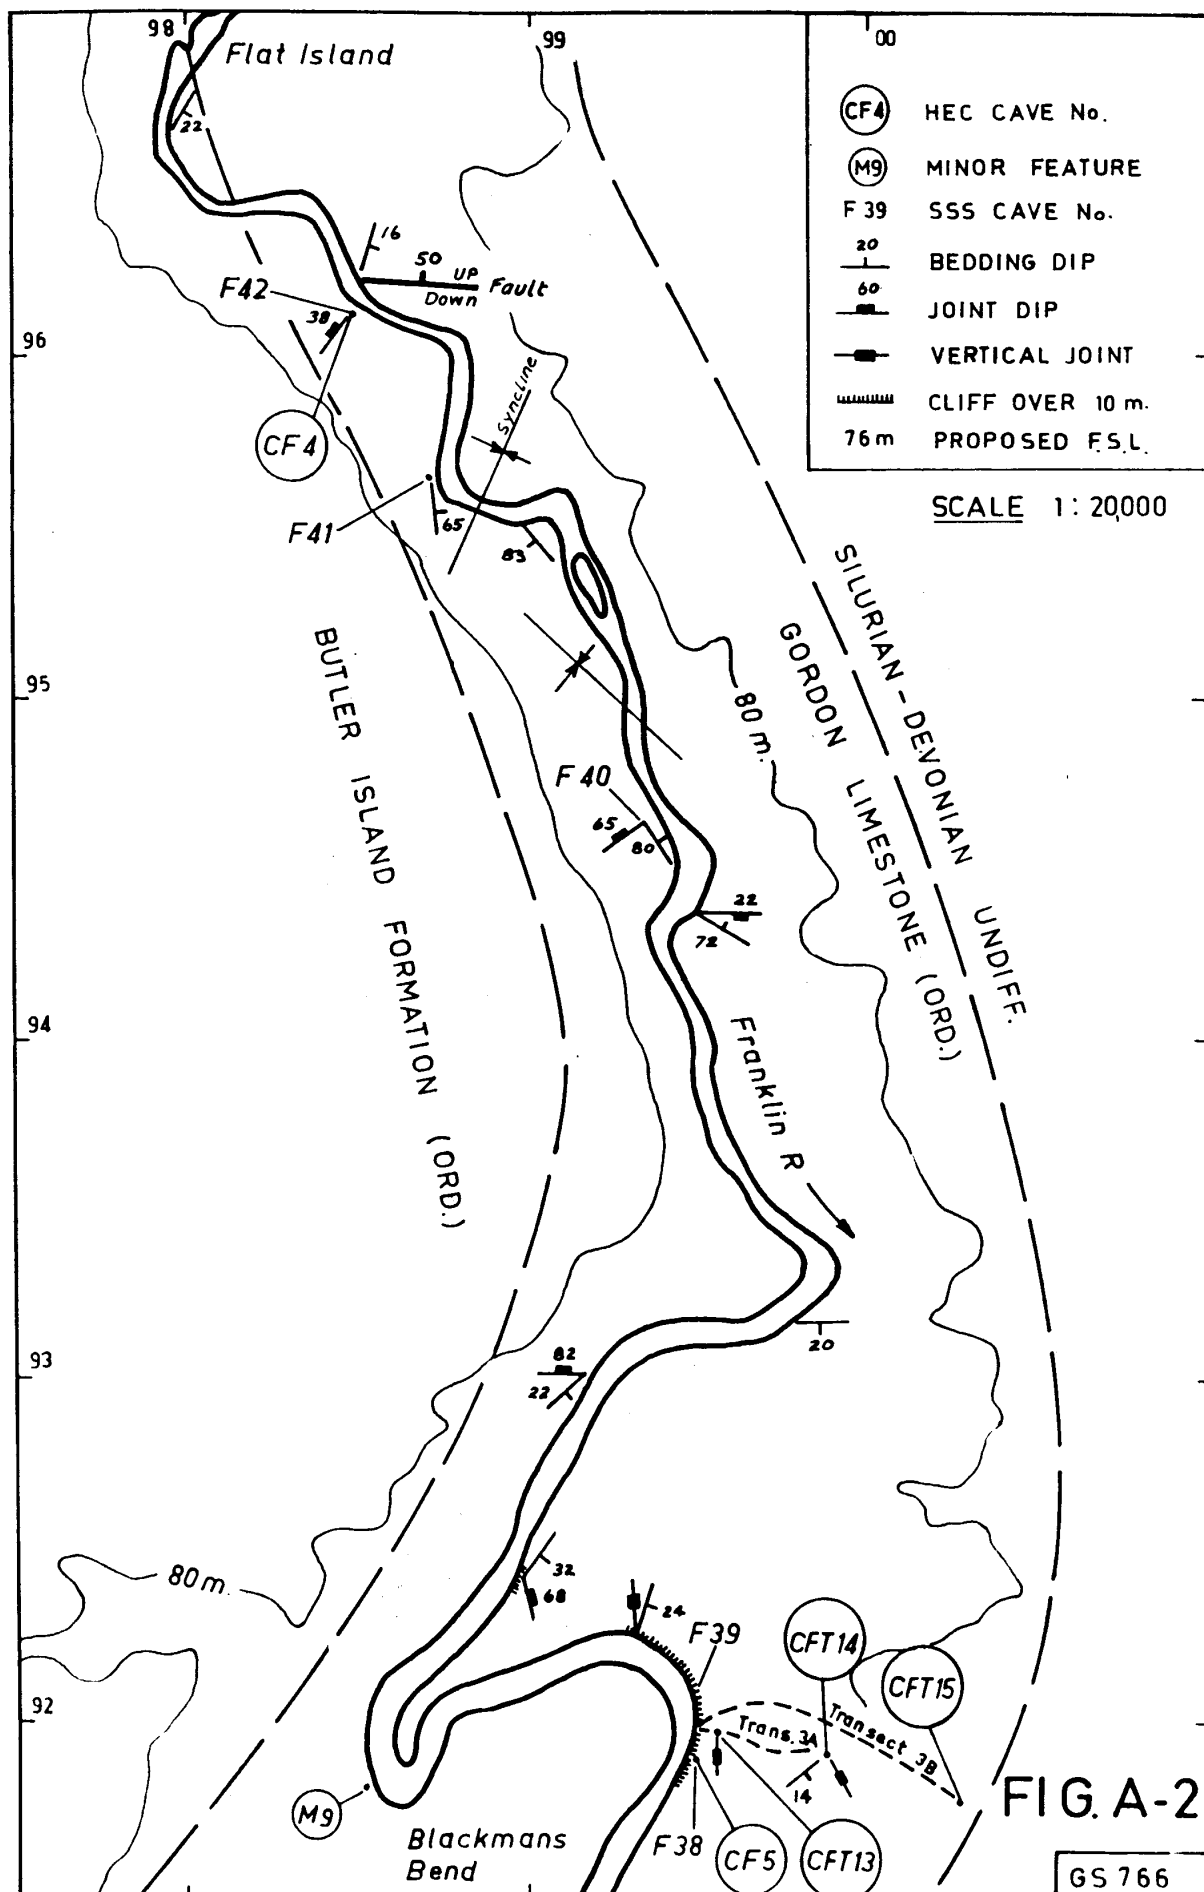 98
99
00
Flat Island
22
CF4 HEC CAVE No.
M9 MINOR FEATURE
F 39 SSS CAVE No.
20 BEDDING DIP
60 JOINT DIP
VERTICAL JOINT
CLIFF OVER 10 m.
76 m PROPOSED F.S.L.
SCALE 1 : 20,000
16
50
UP
Down
Fault
F42
38
96
CF4
Syncline
F41
65
83
SILURIAN - DEVONIAN UNDIFF.
GORDON LIMESTONE (ORD.)
BUTLER ISLAND FORMATION (ORD.)
95
80 m.
F 40
65
80
22
72
94
Franklin R
20
93
82
22
80 m.
32
68
24
F39
CFT14
CFT15
92
Trans. 3A
Transect 3B
14
M9
Blackmans
Bend
F38
CF5
CFT13
FIG. A-2
GS 766